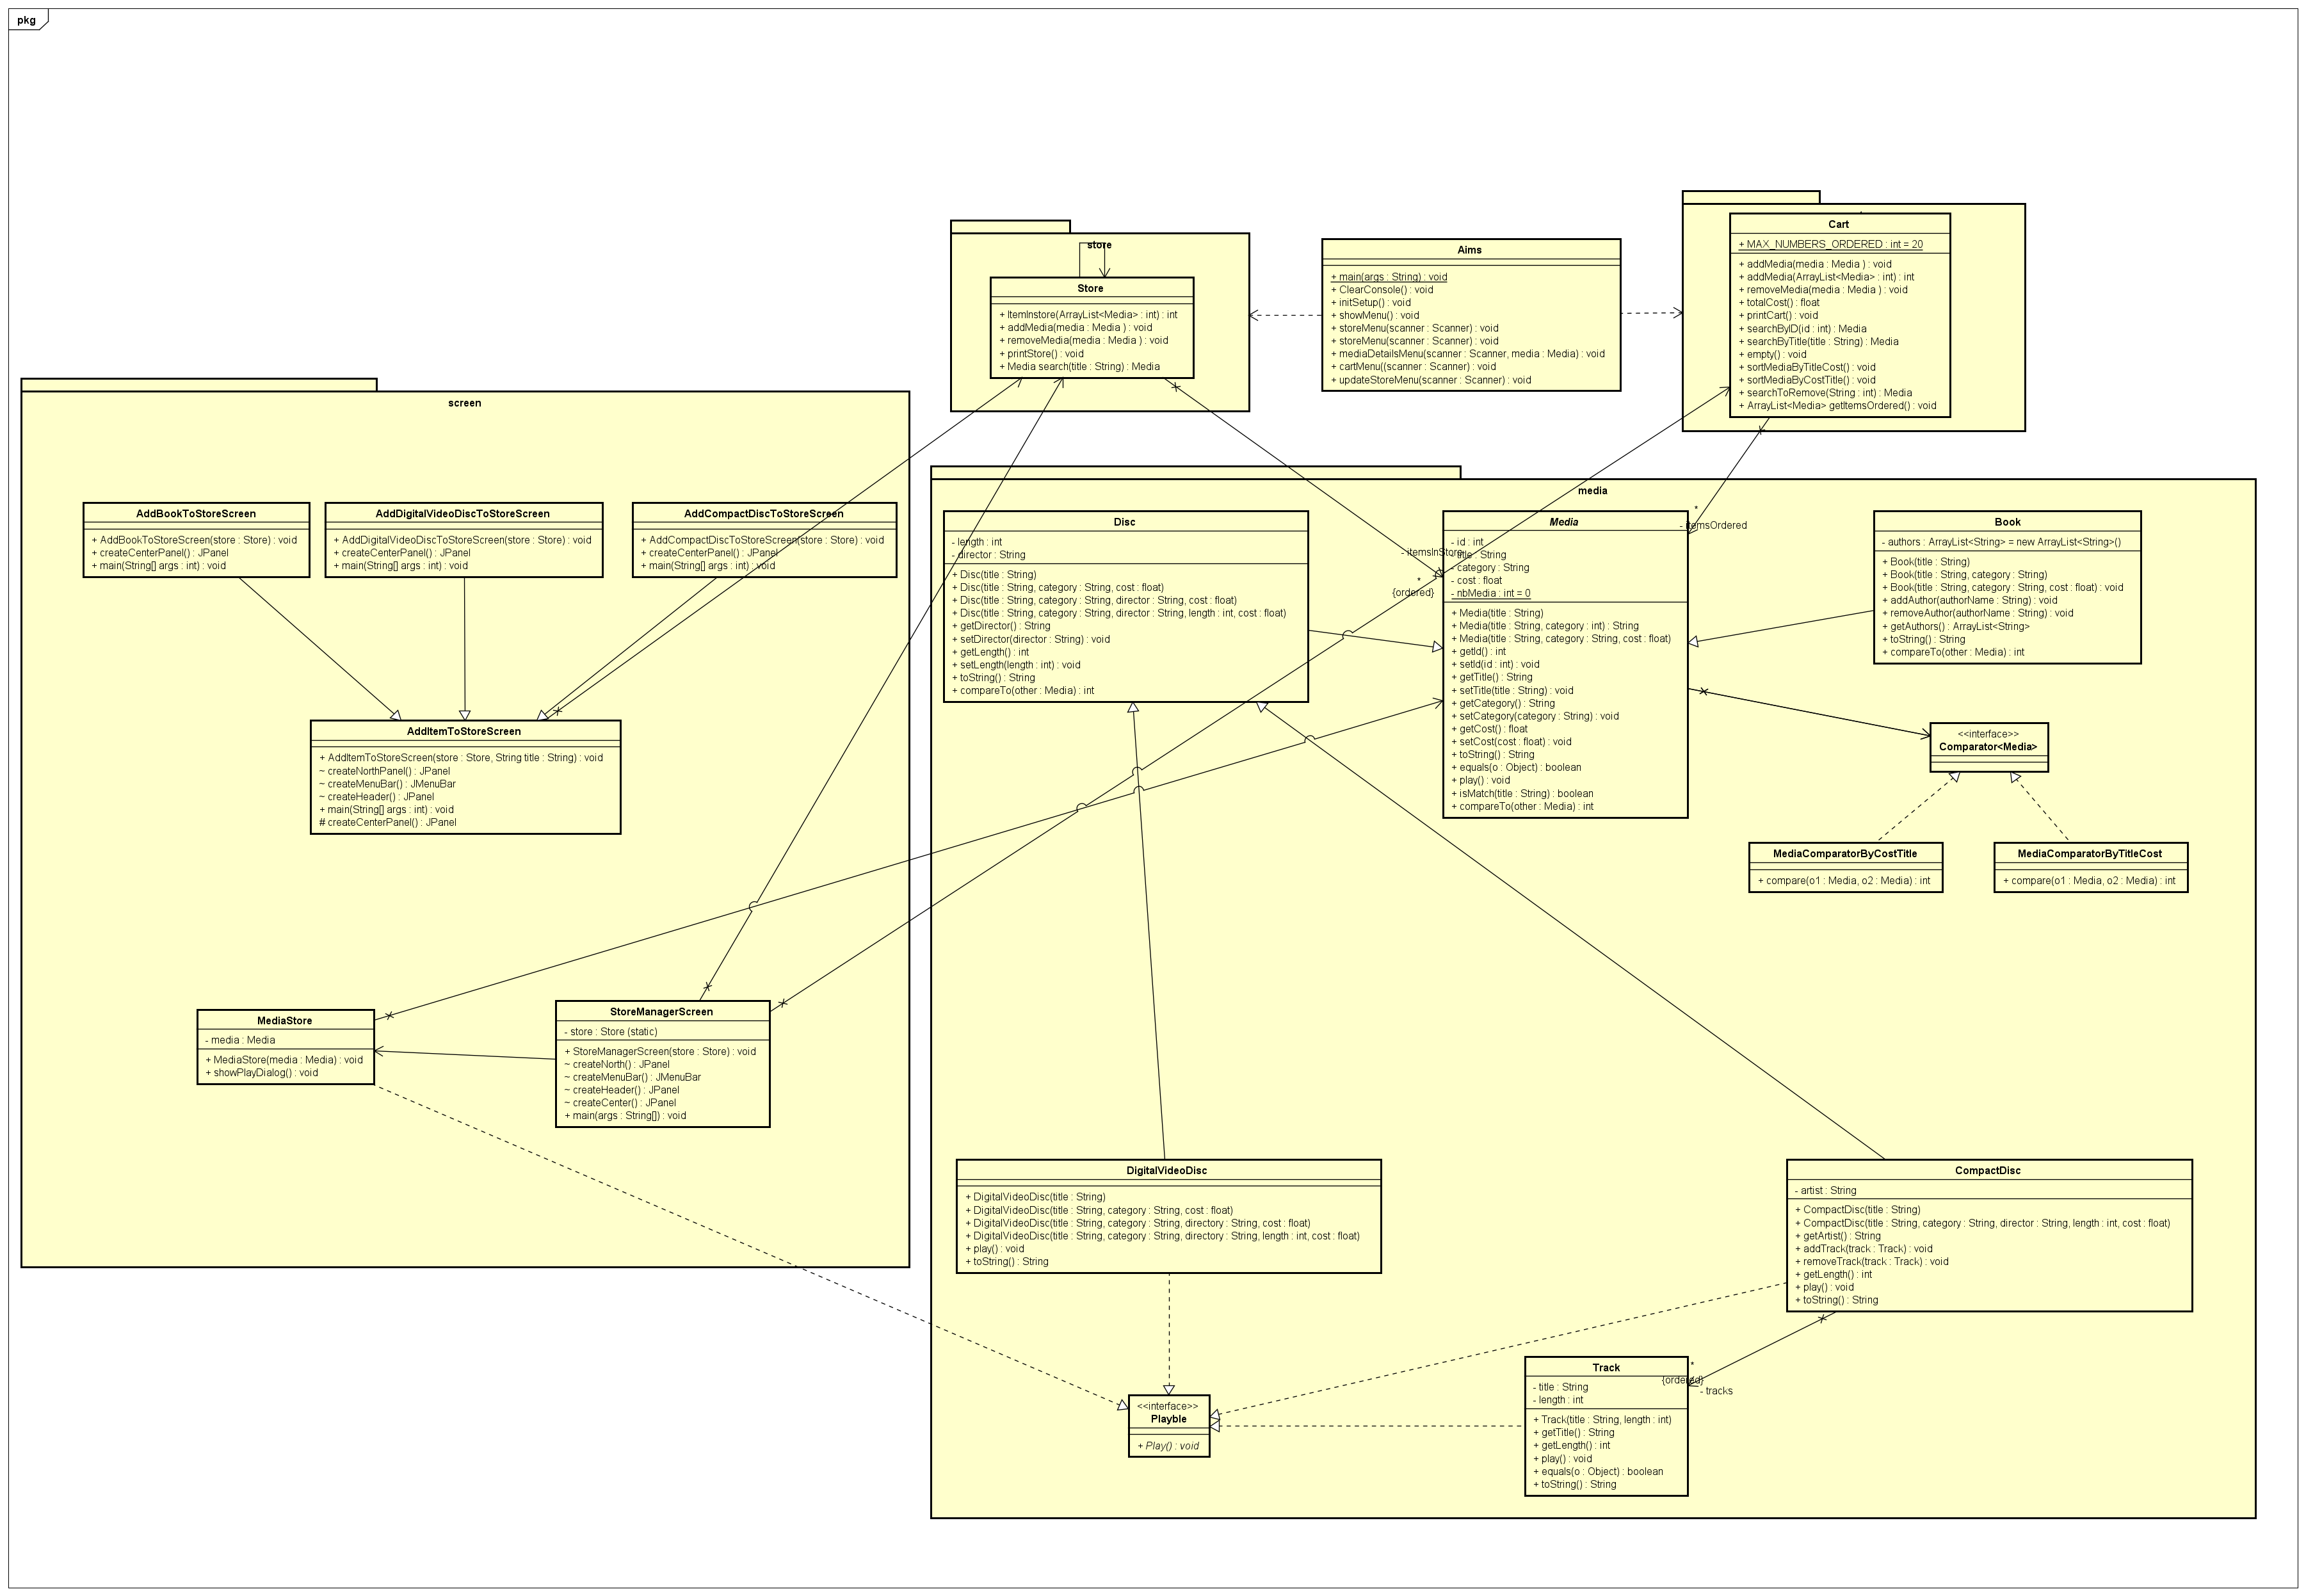 pkg
store
Store
+ ItemInstore(ArrayList<Media> : int) : int
+ addMedia(media : Media ) : void
+ removeMedia(media : Media ) : void
+ printStore() : void
+ Media search(title : String) : Media
Aims
+ main(args : String) : void
+ ClearConsole() : void
+ initSetup() : void
+ showMenu() : void
+ storeMenu(scanner : Scanner) : void
+ storeMenu(scanner : Scanner) : void
+ mediaDetailsMenu(scanner : Scanner, media : Media) : void
+ cartMenu((scanner : Scanner) : void
+ updateStoreMenu(scanner : Scanner) : void
Cart
+ MAX_NUMBERS_ORDERED : int = 20
+ addMedia(media : Media ) : void
+ addMedia(ArrayList<Media> : int) : int
+ removeMedia(media : Media ) : void
+ totalCost() : float
+ printCart() : void
+ searchByID(id : int) : Media
+ searchByTitle(title : String) : Media
+ empty() : void
+ sortMediaByTitleCost() : void
+ sortMediaByCostTitle() : void
+ searchToRemove(String : int) : Media
+ ArrayList<Media> getItemsOrdered() : void
screen
AddBookToStoreScreen
+ AddBookToStoreScreen(store : Store) : void
+ createCenterPanel() : JPanel
+ main(String[] args : int) : void
AddDigitalVideoDiscToStoreScreen
+ AddDigitalVideoDiscToStoreScreen(store : Store) : void
+ createCenterPanel() : JPanel
+ main(String[] args : int) : void
AddCompactDiscToStoreScreen
+ AddCompactDiscToStoreScreen(store : Store) : void
+ createCenterPanel() : JPanel
+ main(String[] args : int) : void
AddItemToStoreScreen
+ AddItemToStoreScreen(store : Store, String title : String) : void
~ createNorthPanel() : JPanel
~ createMenuBar() : JMenuBar
~ createHeader() : JPanel
+ main(String[] args : int) : void
# createCenterPanel() : JPanel
MediaStore
- media : Media
+ MediaStore(media : Media) : void
+ showPlayDialog() : void
StoreManagerScreen
- store : Store (static)
+ StoreManagerScreen(store : Store) : void
~ createNorth() : JPanel
~ createMenuBar() : JMenuBar
~ createHeader() : JPanel
~ createCenter() : JPanel
+ main(args : String[]) : void
media
Disc
- length : int
- director : String
+ Disc(title : String)
+ Disc(title : String, category : String, cost : float)
+ Disc(title : String, category : String, director : String, cost : float)
+ Disc(title : String, category : String, director : String, length : int, cost : float)
+ getDirector() : String
+ setDirector(director : String) : void
+ getLength() : int
+ setLength(length : int) : void
+ toString() : String
+ compareTo(other : Media) : int
- itemsInStore
*
{ordered}
Media
- id : int
- title : String
- category : String
- cost : float
- nbMedia : int = 0
+ Media(title : String)
+ Media(title : String, category : int) : String
+ Media(title : String, category : String, cost : float)
+ getId() : int
+ setId(id : int) : void
+ getTitle() : String
+ setTitle(title : String) : void
+ getCategory() : String
+ setCategory(category : String) : void
+ getCost() : float
+ setCost(cost : float) : void
+ toString() : String
+ equals(o : Object) : boolean
+ play() : void
+ isMatch(title : String) : boolean
+ compareTo(other : Media) : int
*
- itemsOrdered
Book
- authors : ArrayList<String> = new ArrayList<String>()
+ Book(title : String)
+ Book(title : String, category : String)
+ Book(title : String, category : String, cost : float) : void
+ addAuthor(authorName : String) : void
+ removeAuthor(authorName : String) : void
+ getAuthors() : ArrayList<String>
+ toString() : String
+ compareTo(other : Media) : int
<<interface>>
Comparator<Media>
MediaComparatorByCostTitle
+ compare(o1 : Media, o2 : Media) : int
MediaComparatorByTitleCost
+ compare(o1 : Media, o2 : Media) : int
DigitalVideoDisc
+ DigitalVideoDisc(title : String)
+ DigitalVideoDisc(title : String, category : String, cost : float)
+ DigitalVideoDisc(title : String, category : String, directory : String, cost : float)
+ DigitalVideoDisc(title : String, category : String, directory : String, length : int, cost : float)
+ play() : void
+ toString() : String
CompactDisc
- artist : String
+ CompactDisc(title : String)
+ CompactDisc(title : String, category : String, director : String, length : int, cost : float)
+ getArtist() : String
+ addTrack(track : Track) : void
+ removeTrack(track : Track) : void
+ getLength() : int
+ play() : void
+ toString() : String
<<interface>>
Playble
+ Play() : void
Track
- title : String
- length : int
+ Track(title : String, length : int)
+ getTitle() : String
+ getLength() : int
+ play() : void
+ equals(o : Object) : boolean
+ toString() : String
*
{ordered}
- tracks